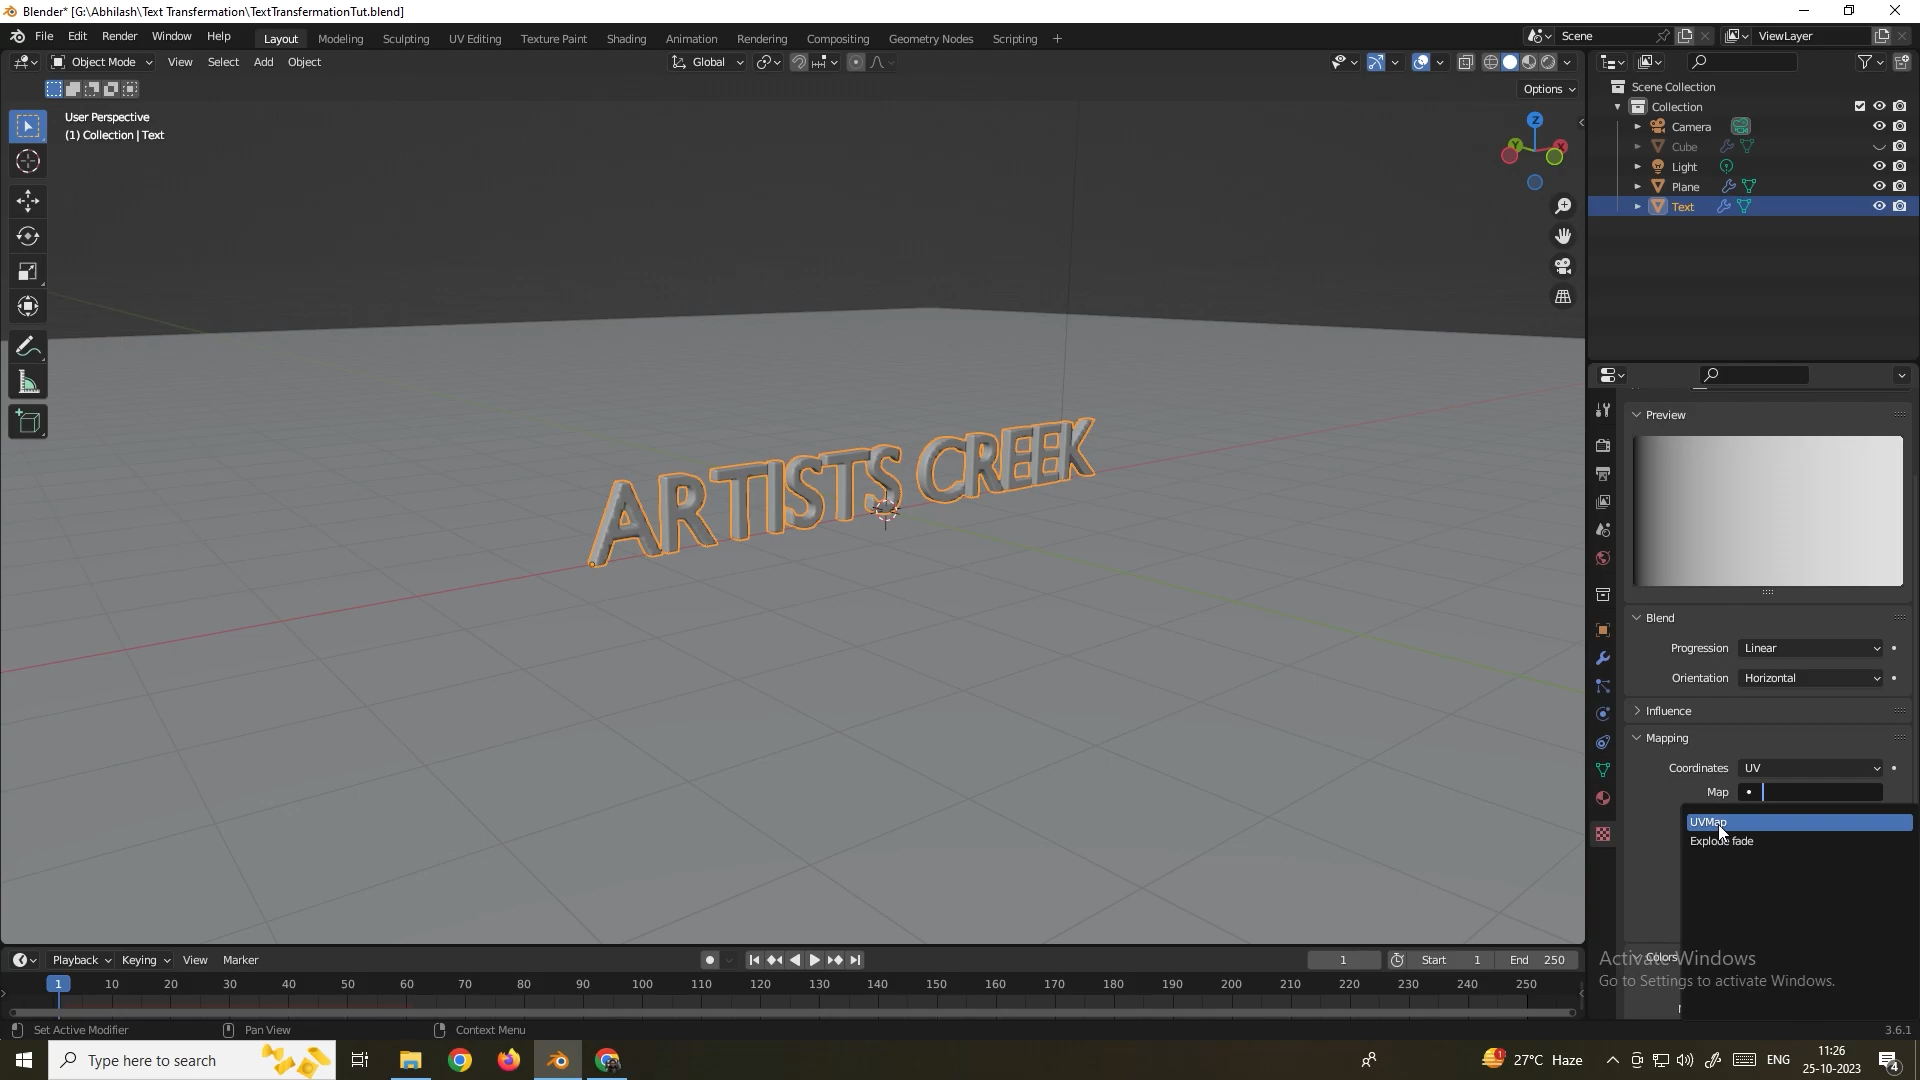 Blender* [G:\Abhilash\Text Transfermation\TextTransfermationTut.blend]
File Edit Render Window Help Layout Modeling Sculpting UV Editing Texture Paint Shading Animation Rendering Compositing Geometry Nodes Scripting + Scene ViewLayer
Object Mode View Select Add Object Global
Options
User Perspective
(1) Collection | Text
Z
Y
X
Scene Collection
Collection
Camera
Cube
Light
Plane
Text
ARTISTS CREEK
Preview
Blend
Progression Linear
Orientation Horizontal
Influence
Mapping
Coordinates UV
Map
UVMap
Explode fade
Colors
Activate Windows
Go to Settings to activate Windows.
Playback Keying View Marker 1 Start 1 End 250
1 10 20 30 40 50 60 70 80 90 100 110 120 130 140 150 160 170 180 190 200 210 220 230 240 250
Set Active Modifier Pan View Context Menu 3.6.1
Type here to search 27°C Haze ENG 11:26
25-10-2023
1
4